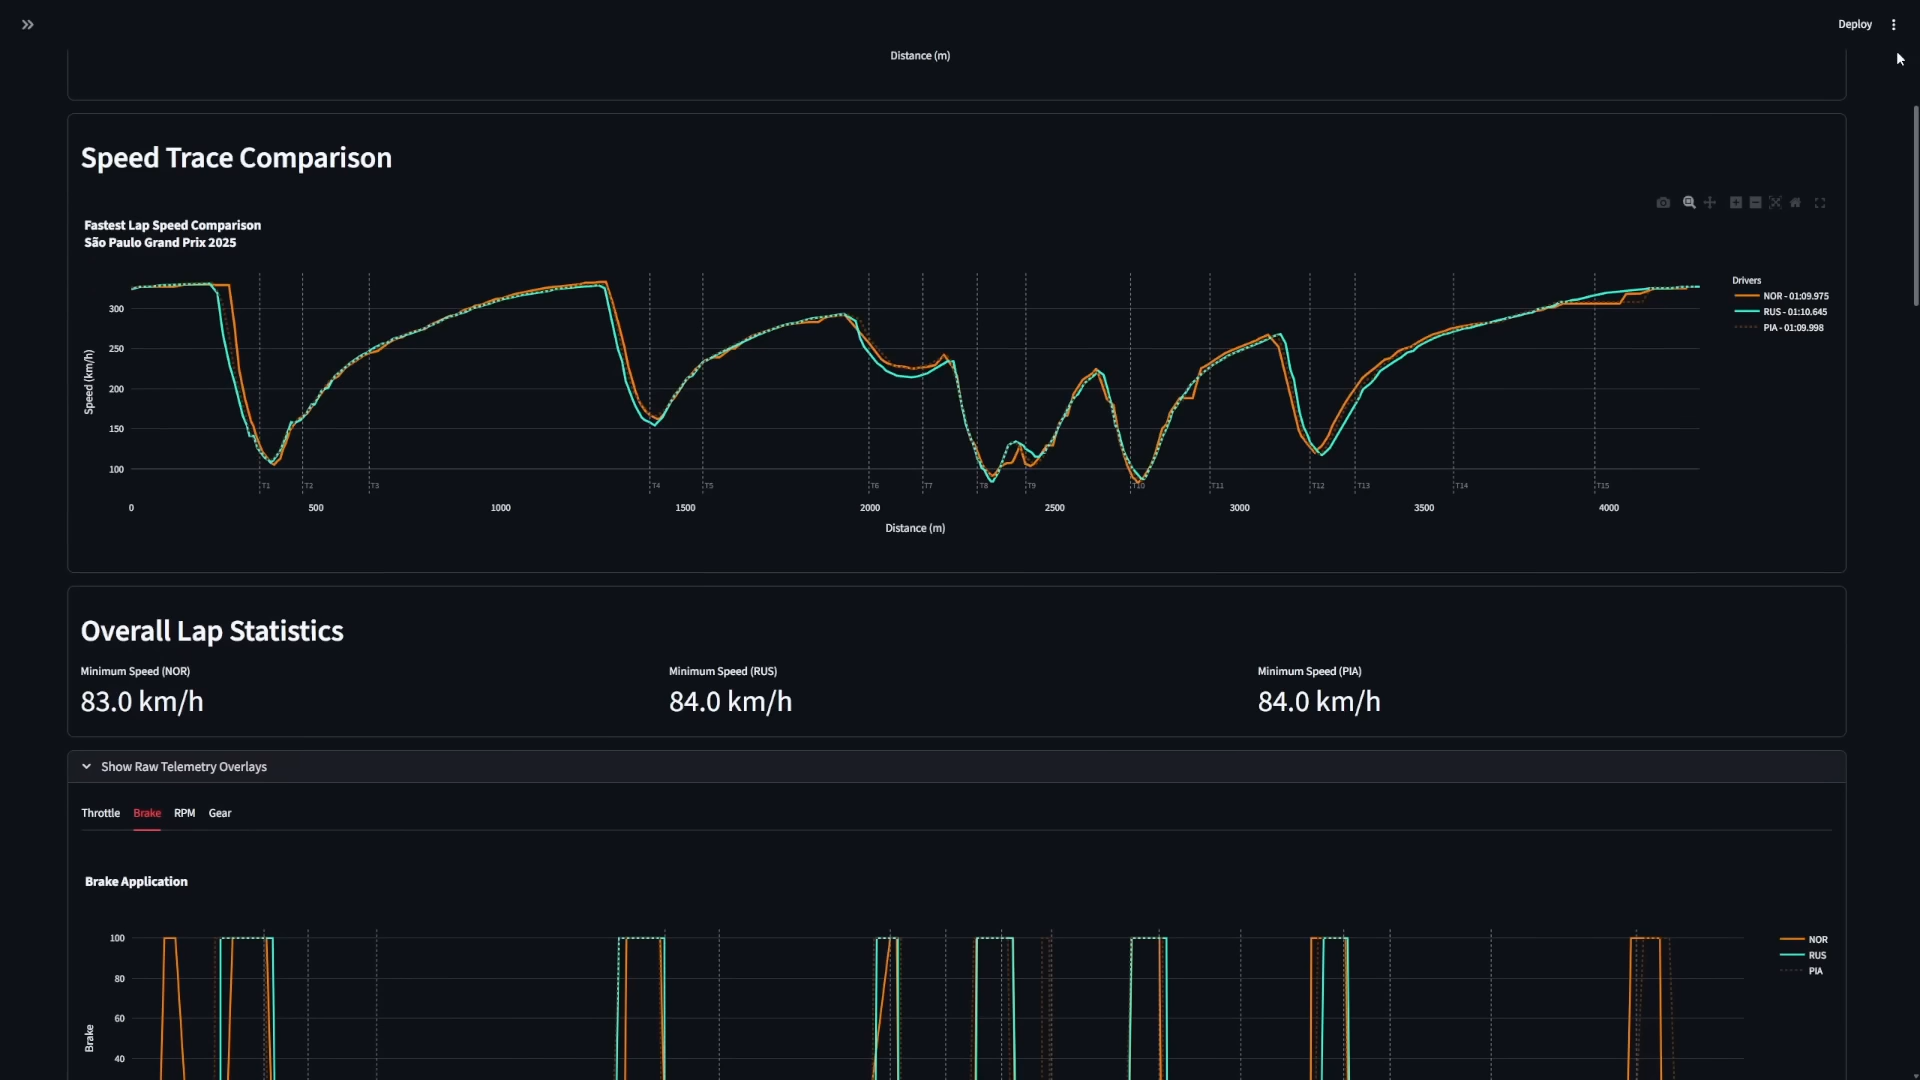 Deploy
Distance (m)
Speed Trace Comparison
Fastest Lap Speed Comparison
São Paulo Grand Prix 2025
Drivers
NOR - 01:09.975
RUS - 01:10.645
PIA - 01:09.998
Speed (km/h)
300
250
200
150
100
T1 T2 T3 T4 T5 T6 T7 T8 T9 T10 T11 T12 T13 T14 T15
0 500 1000 1500 2000 2500 3000 3500 4000
Distance (m)
Overall Lap Statistics
Minimum Speed (NOR)
83.0 km/h
Minimum Speed (RUS)
84.0 km/h
Minimum Speed (PIA)
84.0 km/h
Show Raw Telemetry Overlays
Throttle Brake RPM Gear
Brake Application
100
80
60
40
Brake
NOR
RUS
PIA